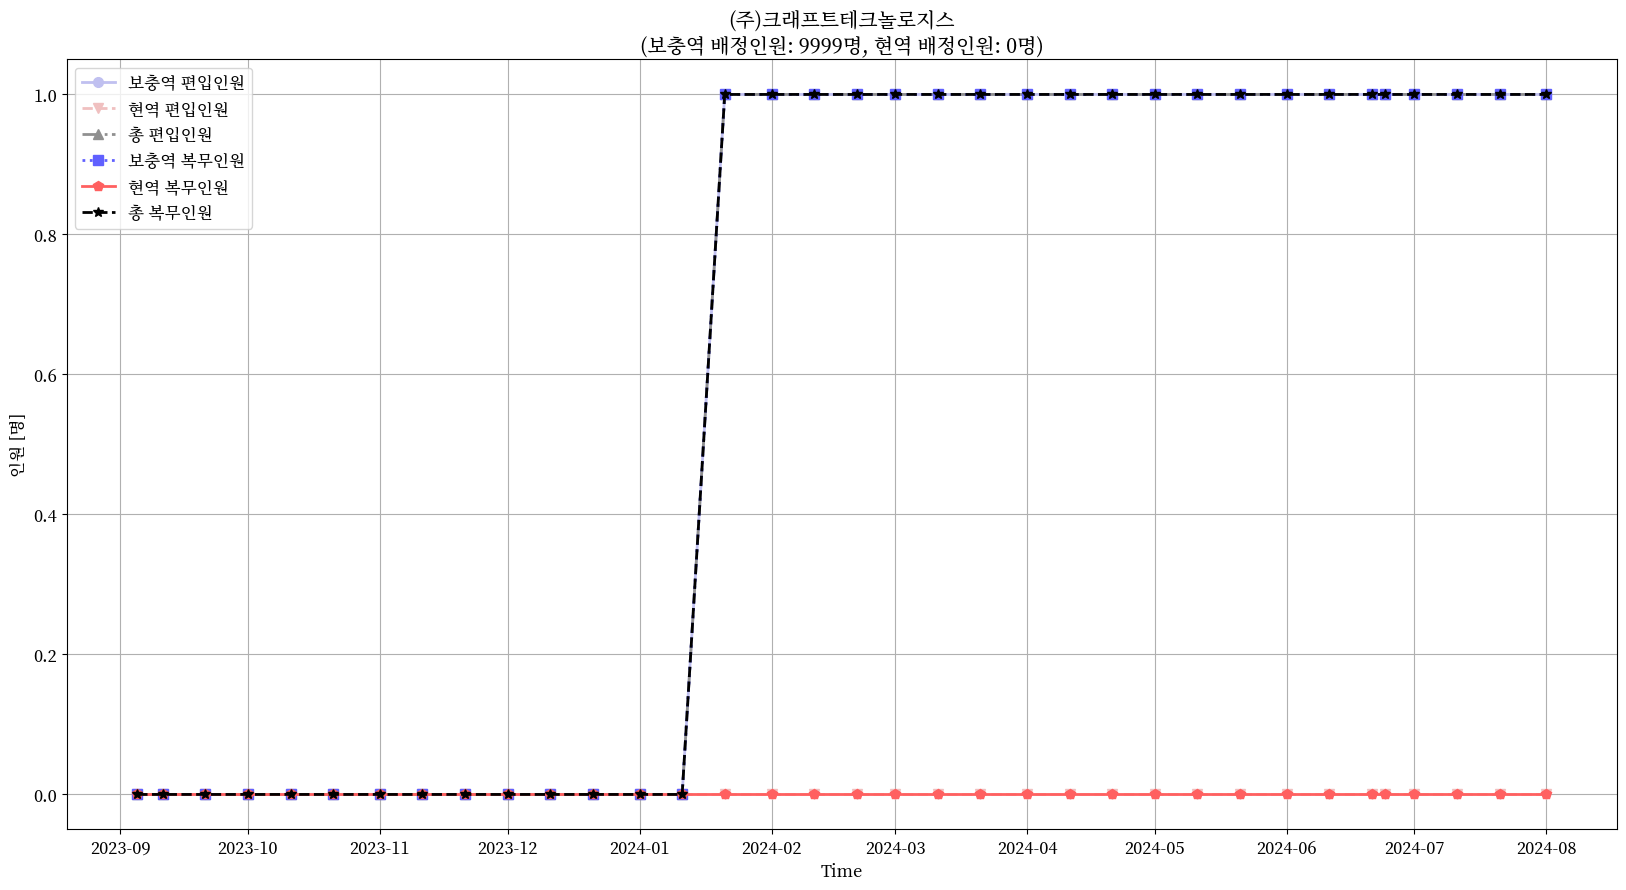 (주)크래프트테크놀로지스
(보충역 배정인원: 9999명, 현역 배정인원: 0명)
보충역 편입인원
현역 편입인원
총 편입인원
보충역 복무인원
현역 복무인원
총 복무인원
1.0
0.8
0.6
0.4
0.2
0.0
인원 [명]
2023-09
2023-10
2023-11
2023-12
2024-01
2024-02
2024-03
2024-04
2024-05
2024-06
2024-07
2024-08
Time